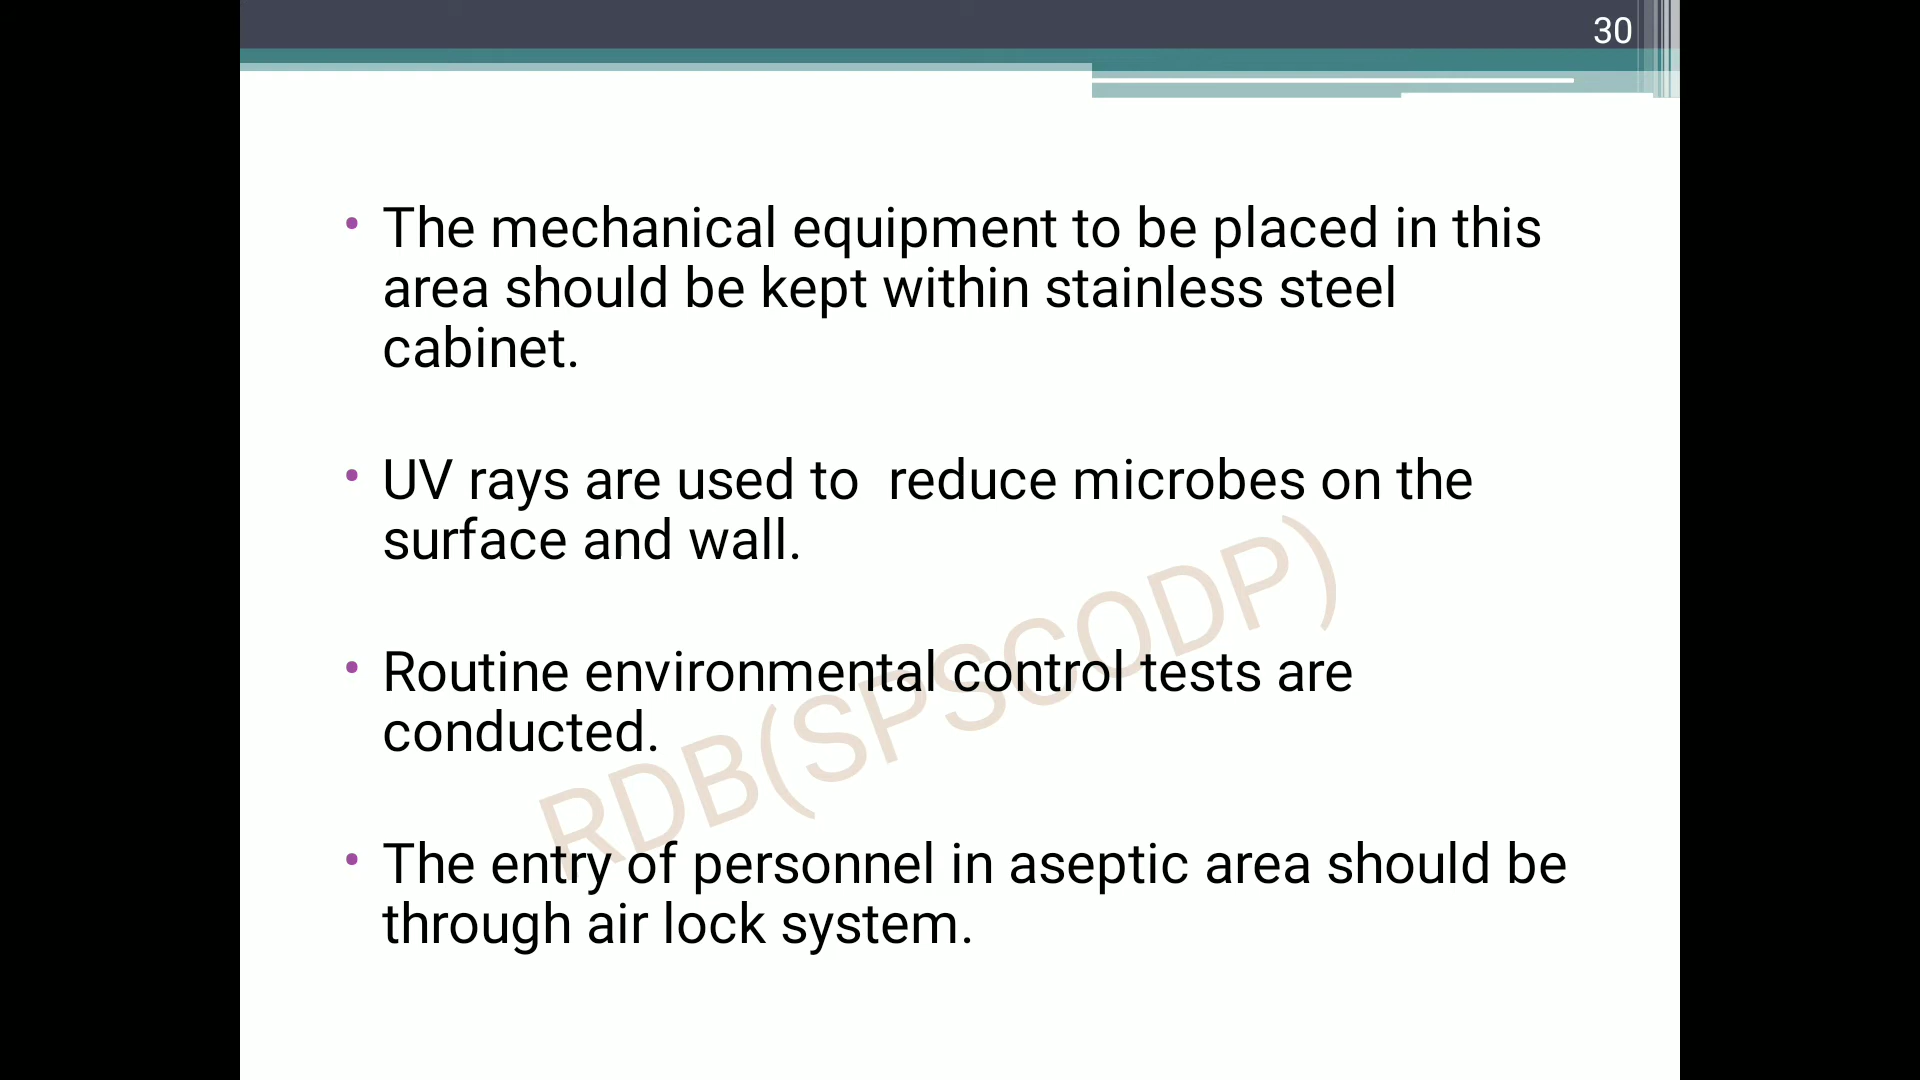 30
• The mechanical equipment to be placed in this
area should be kept within stainless steel
cabinet.
• UV rays are used to  reduce microbes on the
surface and wall.
• Routine environmental control tests are
conducted.
• The entry of personnel in aseptic area should be
through air lock system.
RDB(SPSCODP)